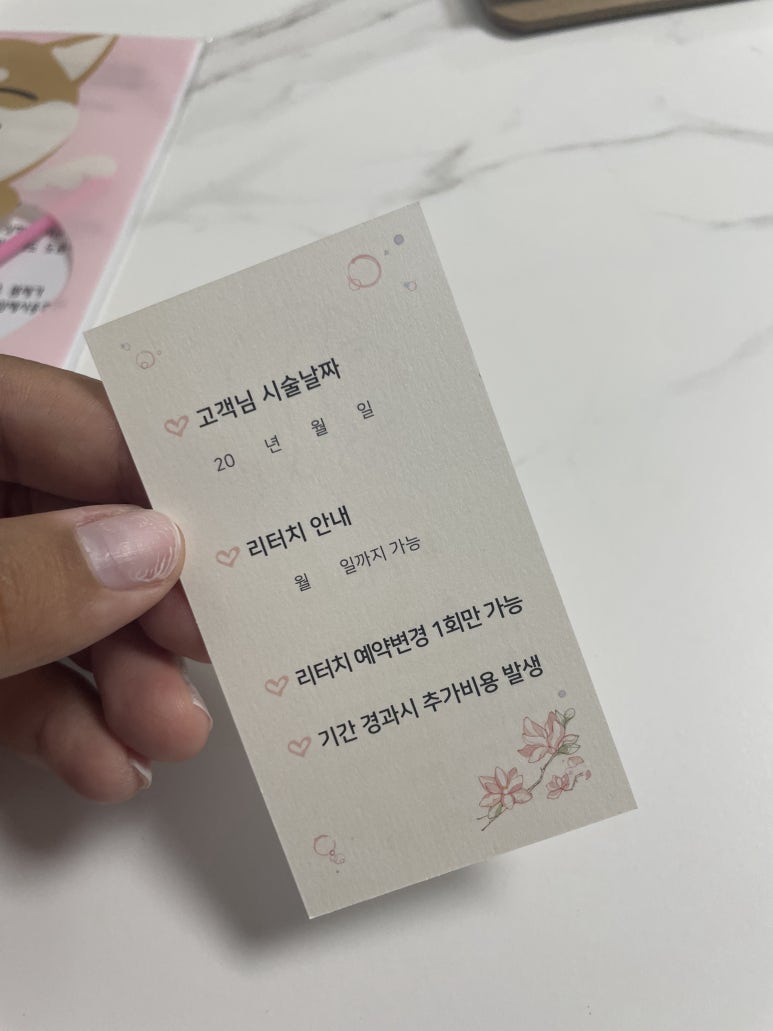 고객님 시술날짜
20 년 월 일
리터치 안내
월 일까지 가능
리터치 예약변경 1회만 가능
기간 경과시 추가비용 발생